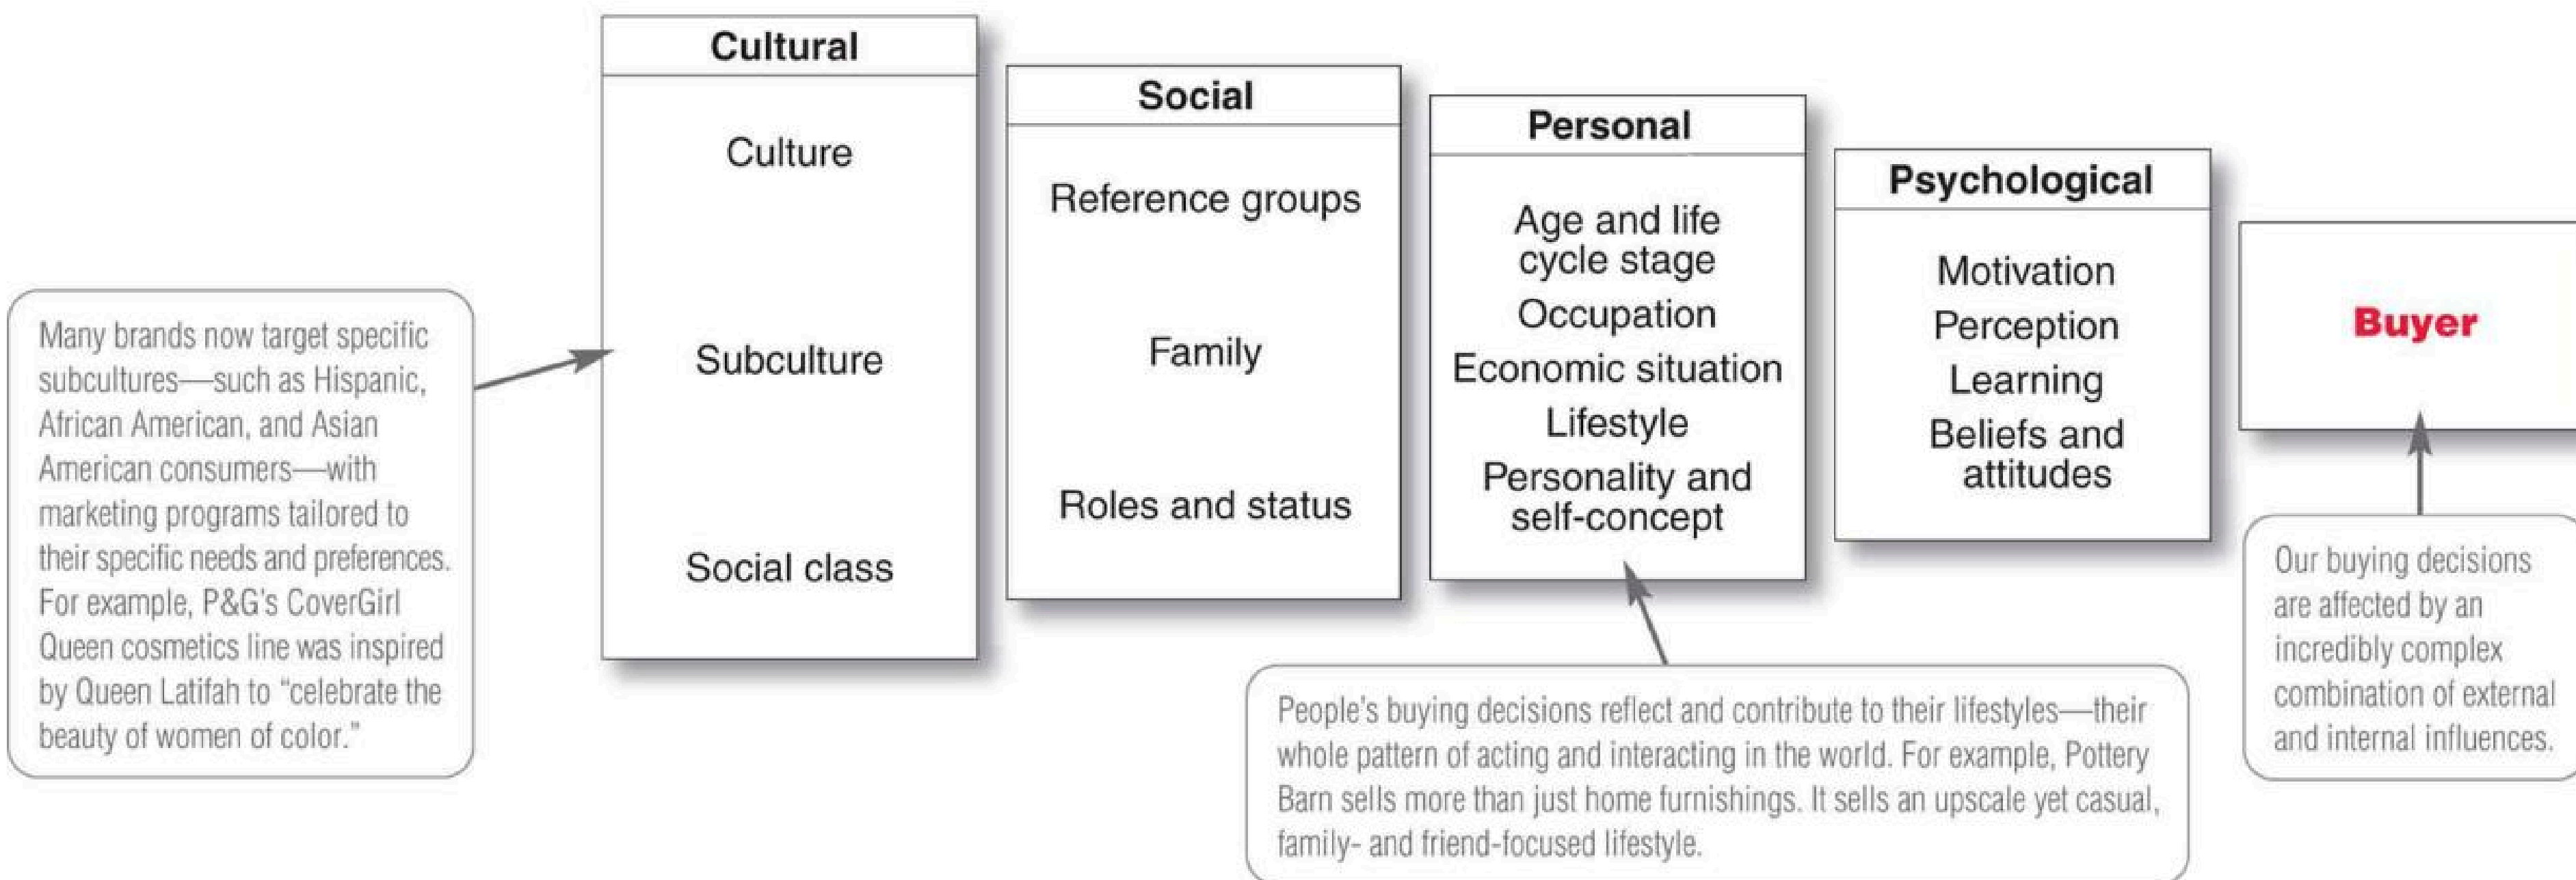 Cultural
Culture
Subculture
Social class
Social
Reference groups
Family
Roles and status
Personal
Age and life
cycle stage
Occupation
Economic situation
Lifestyle
Personality and
self-concept
Psychological
Motivation
Perception
Learning
Beliefs and
attitudes
Buyer
Many brands now target specific
subcultures—such as Hispanic,
African American, and Asian
American consumers—with
marketing programs tailored to
their specific needs and preferences.
For example, P&G's CoverGirl
Queen cosmetics line was inspired
by Queen Latifah to “celebrate the
beauty of women of color.”
People's buying decisions reflect and contribute to their lifestyles—their
whole pattern of acting and interacting in the world. For example, Pottery
Barn sells more than just home furnishings. It sells an upscale yet casual,
family- and friend-focused lifestyle.
Our buying decisions
are affected by an
incredibly complex
combination of external
and internal influences.